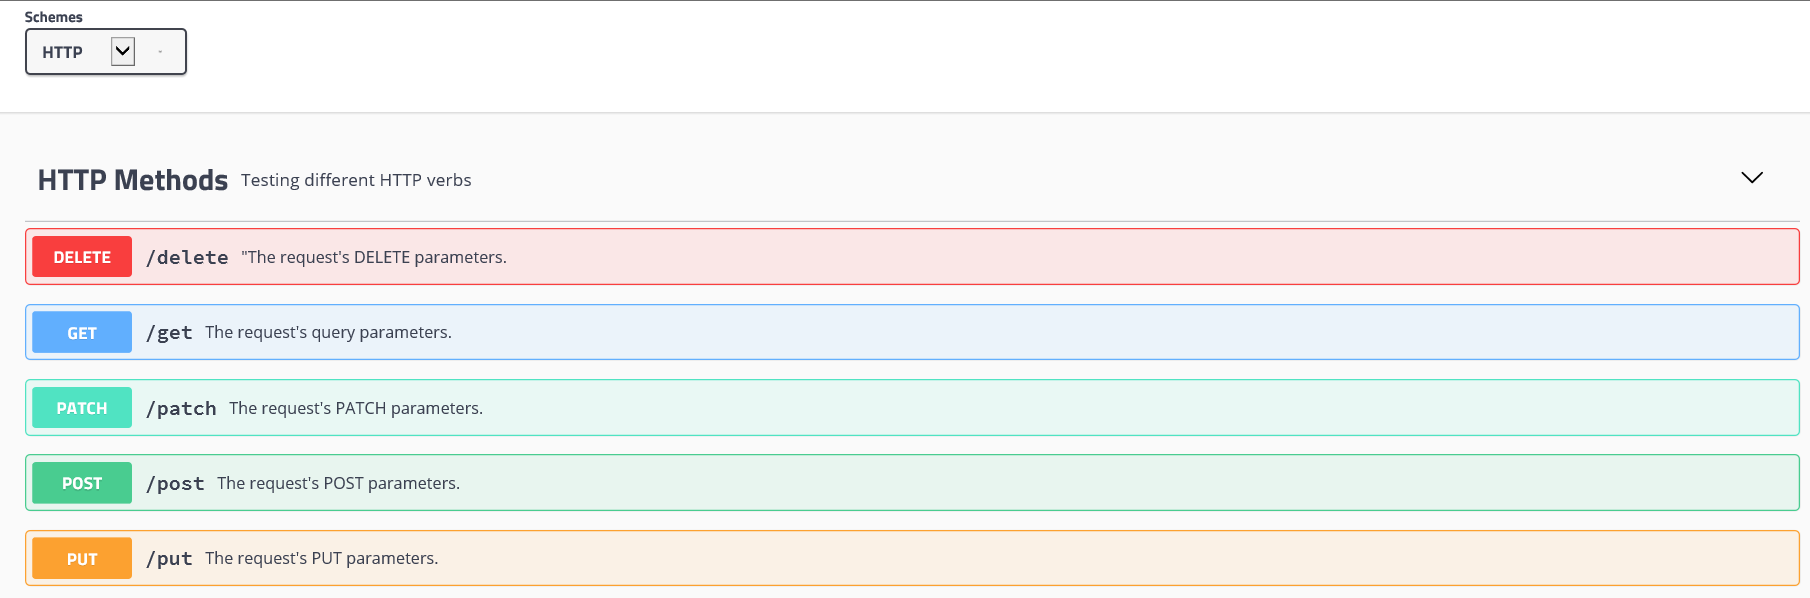 Schemes
HTTP
HTTP Methods Testing different HTTP verbs
DELETE /delete "The request's DELETE parameters.
GET /get The request's query parameters.
PATCH /patch The request's PATCH parameters.
POST /post The request's POST parameters.
PUT /put The request's PUT parameters.